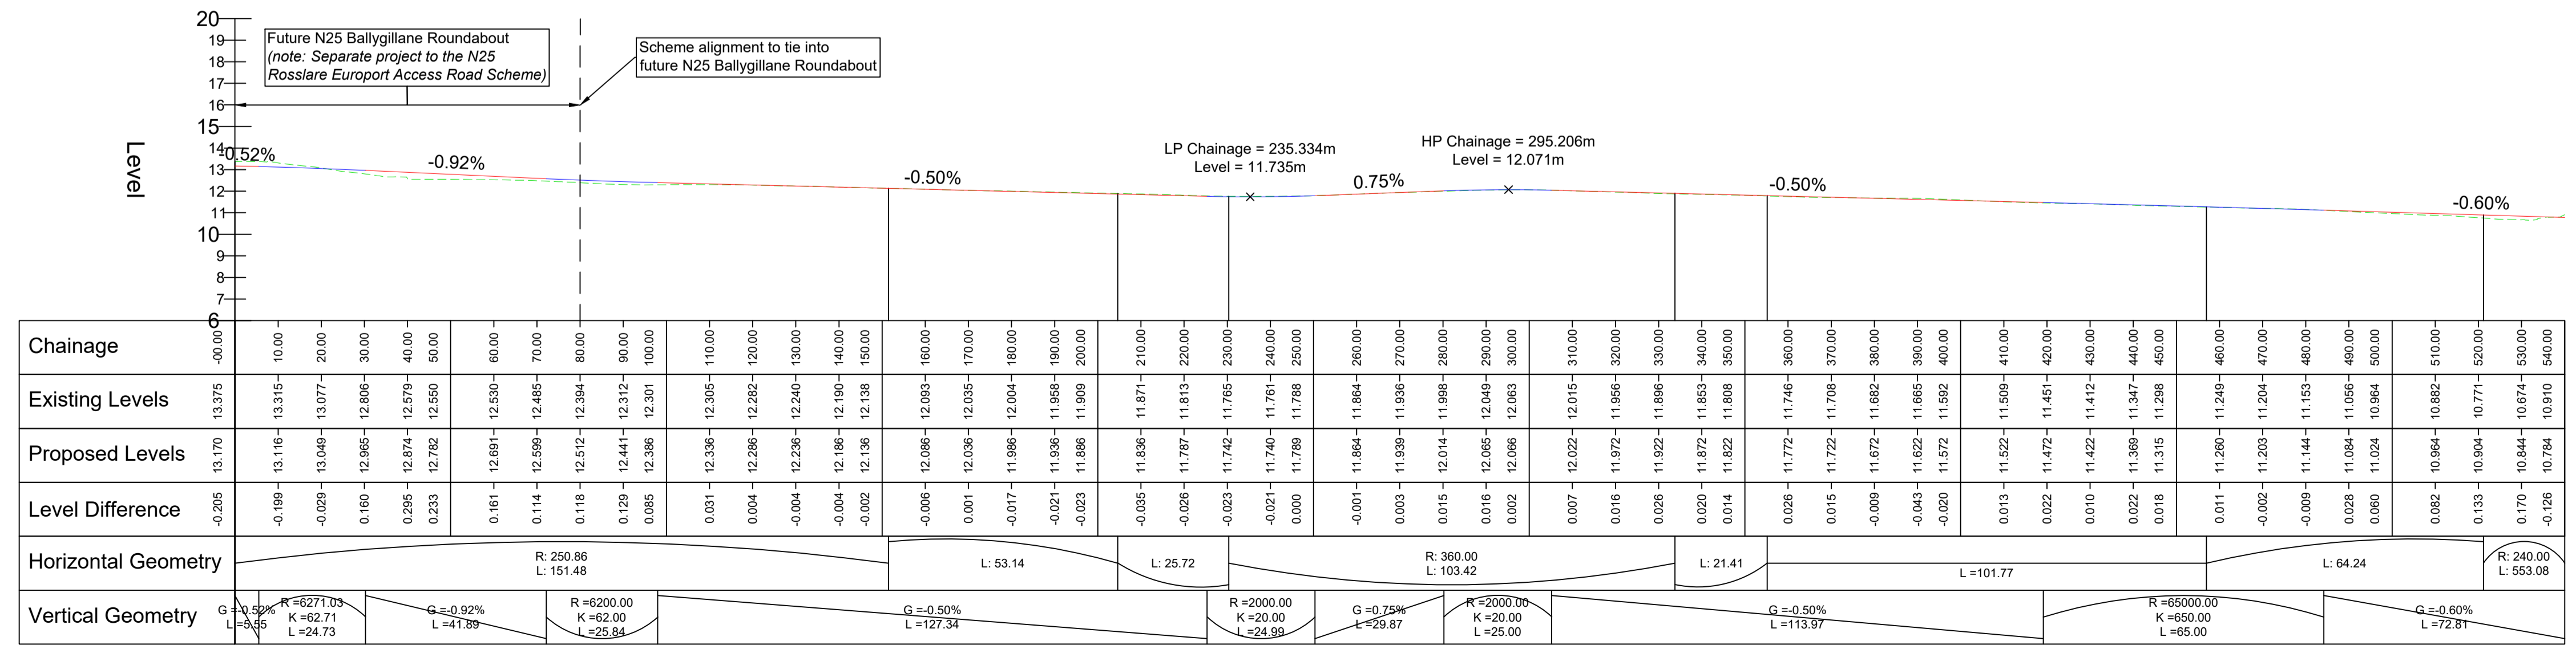 20
19
18
17
16
15
14
13
12
11
10
9
8
7
6
Level
Future N25 Ballygillane Roundabout
(note: Separate project to the N25
Rosslare Europort Access Road Scheme)
Scheme alignment to tie into
future N25 Ballygillane Roundabout
-0.52%
-0.92%
-0.50%
LP Chainage = 235.334m
Level = 11.735m
0.75%
HP Chainage = 295.206m
Level = 12.071m
-0.50%
-0.60%
Chainage -00.00 10.00 20.00 30.00 40.00 50.00 60.00 70.00 80.00 90.00 100.00 110.00 120.00 130.00 140.00 150.00 160.00 170.00 180.00 190.00 200.00 210.00 220.00 230.00 240.00 250.00 260.00 270.00 280.00 290.00 300.00 310.00 320.00 330.00 340.00 350.00 360.00 370.00 380.00 390.00 400.00 410.00 420.00 430.00 440.00 450.00 460.00 470.00 480.00 490.00 500.00 510.00 520.00 530.00 540.00
Existing Levels 13.375 13.315 13.077 12.806 12.579 12.550 12.530 12.485 12.394 12.312 12.301 12.305 12.282 12.240 12.190 12.138 12.093 12.035 12.004 11.958 11.909 11.871 11.813 11.765 11.761 11.788 11.864 11.936 11.998 12.049 12.063 12.015 11.956 11.896 11.853 11.808 11.746 11.708 11.682 11.665 11.592 11.509 11.451 11.412 11.347 11.298 11.249 11.204 11.153 11.056 10.964 10.882 10.771 10.674 10.910
Proposed Levels 13.170 13.116 13.049 12.965 12.874 12.782 12.691 12.599 12.512 12.441 12.386 12.336 12.286 12.236 12.186 12.136 12.086 12.036 11.986 11.936 11.886 11.836 11.787 11.742 11.740 11.789 11.864 11.939 12.014 12.065 12.066 12.022 11.972 11.922 11.872 11.822 11.772 11.722 11.672 11.622 11.572 11.522 11.472 11.422 11.369 11.315 11.260 11.203 11.144 11.084 11.024 10.964 10.904 10.844 10.784
Level Difference -0.205 -0.199 -0.029 0.160 0.295 0.233 0.161 0.114 0.118 0.129 0.085 0.031 0.004 -0.004 -0.004 -0.002 -0.006 0.001 -0.017 -0.021 -0.023 -0.035 -0.026 -0.023 -0.021 0.000 -0.001 0.003 0.015 0.016 0.002 0.007 0.016 0.026 0.020 0.014 0.026 0.015 -0.009 -0.043 -0.020 0.013 0.022 0.010 0.022 0.018 0.011 -0.002 -0.009 0.028 0.060 0.082 0.133 0.170 -0.126
Horizontal Geometry
R: 250.86
L: 151.48
L: 53.14
L: 25.72
R: 360.00
L: 103.42
L: 21.41
L =101.77
L: 64.24
R: 240.00
L: 553.08
Vertical Geometry
G =-0.52%
L =5.55
R =6271.03
K =62.71
L =24.73
G =-0.92%
L =41.89
R =6200.00
K =62.00
L =25.84
G =-0.50%
L =127.34
R =2000.00
K =20.00
L =24.99
G =0.75%
L =29.87
R =2000.00
K =20.00
L =25.00
G =-0.50%
L =113.97
R =65000.00
K =650.00
L =65.00
G =-0.60%
L =72.81